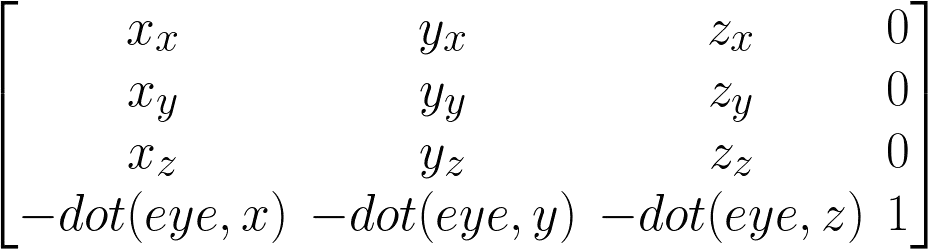 x_x y_x z_x 0
x_y y_y z_y 0
x_z y_z z_z 0
−dot(eye, x) −dot(eye, y) −dot(eye, z) 1